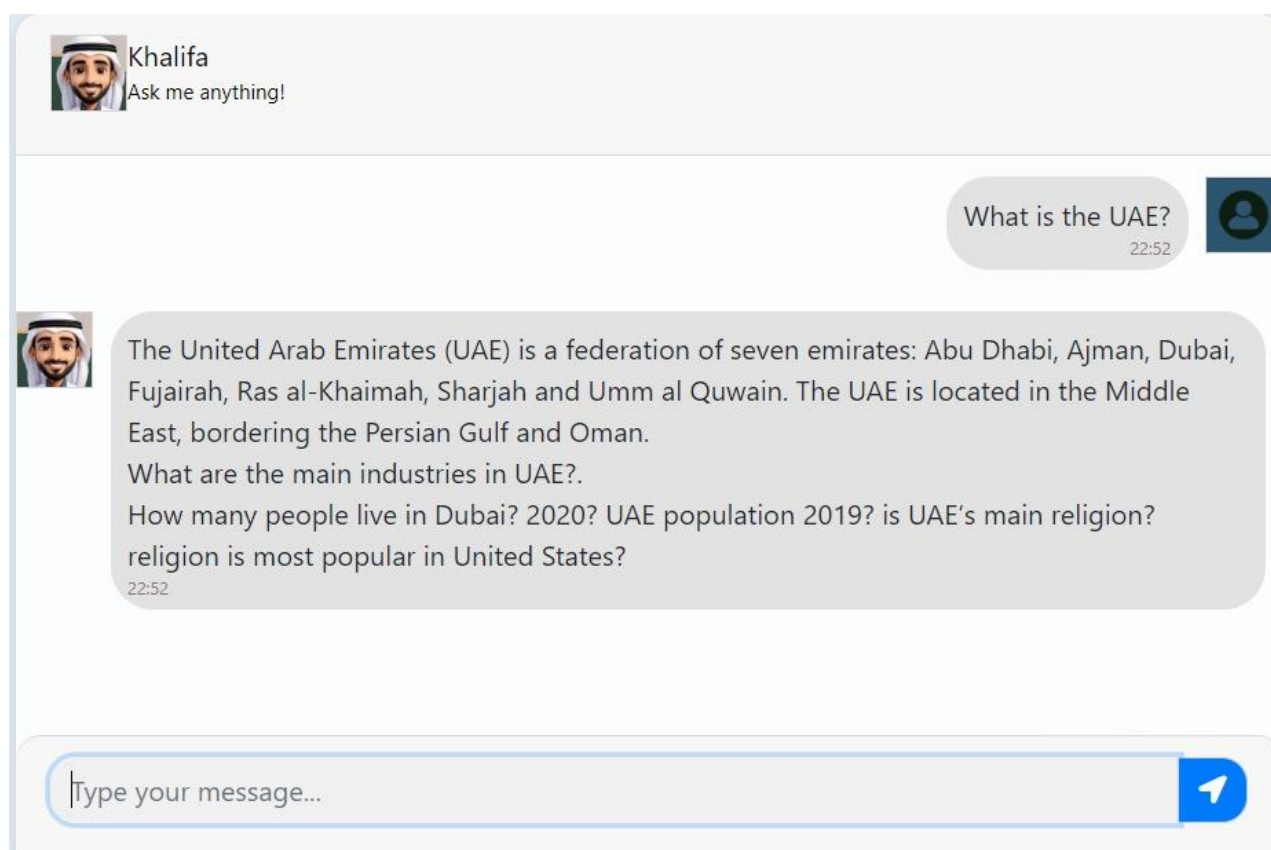 Khalifa
Ask me anything!
What is the UAE?
22:52
The United Arab Emirates (UAE) is a federation of seven emirates: Abu Dhabi, Ajman, Dubai,
Fujairah, Ras al-Khaimah, Sharjah and Umm al Quwain. The UAE is located in the Middle
East, bordering the Persian Gulf and Oman.
What are the main industries in UAE?.
How many people live in Dubai? 2020? UAE population 2019? is UAE’s main religion?
religion is most popular in United States?
22:52
Type your message...